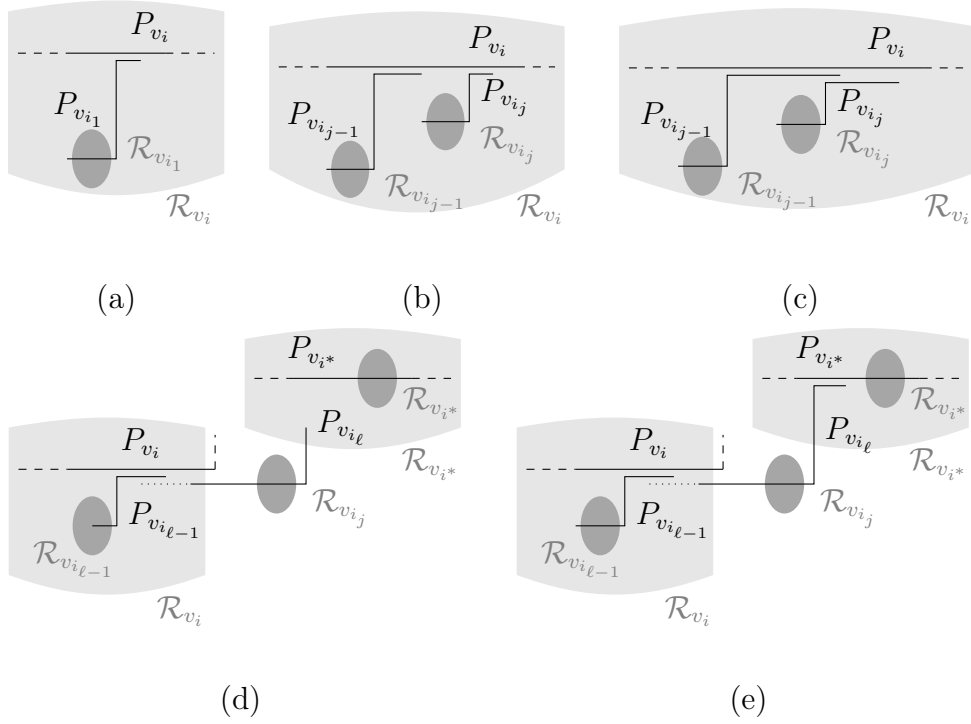 P_{v_i}
P_{v_{i_1}}
\mathcal{R}_{v_{i_1}}
\mathcal{R}_{v_i}
(a)
P_{v_i}
P_{v_{i_j}}
P_{v_{i_{j-1}}}
\mathcal{R}_{v_{i_j}}
\mathcal{R}_{v_{i_{j-1}}}
\mathcal{R}_{v_i}
(b)
P_{v_i}
P_{v_{i_j}}
P_{v_{i_{j-1}}}
\mathcal{R}_{v_{i_j}}
\mathcal{R}_{v_{i_{j-1}}}
\mathcal{R}_{v_i}
(c)
P_{v_{i^*}}
\mathcal{R}_{v_{i^*}}
P_{v_{i_\ell}}
P_{v_i}
\mathcal{R}_{v_{i^*}}
\mathcal{R}_{v_{i_j}}
P_{v_{i_{\ell-1}}}
\mathcal{R}_{v_{i_{\ell-1}}}
\mathcal{R}_{v_i}
(d)
P_{v_{i^*}}
\mathcal{R}_{v_{i^*}}
P_{v_{i_\ell}}
P_{v_i}
\mathcal{R}_{v_{i^*}}
\mathcal{R}_{v_{i_j}}
P_{v_{i_{\ell-1}}}
\mathcal{R}_{v_{i_{\ell-1}}}
\mathcal{R}_{v_i}
(e)